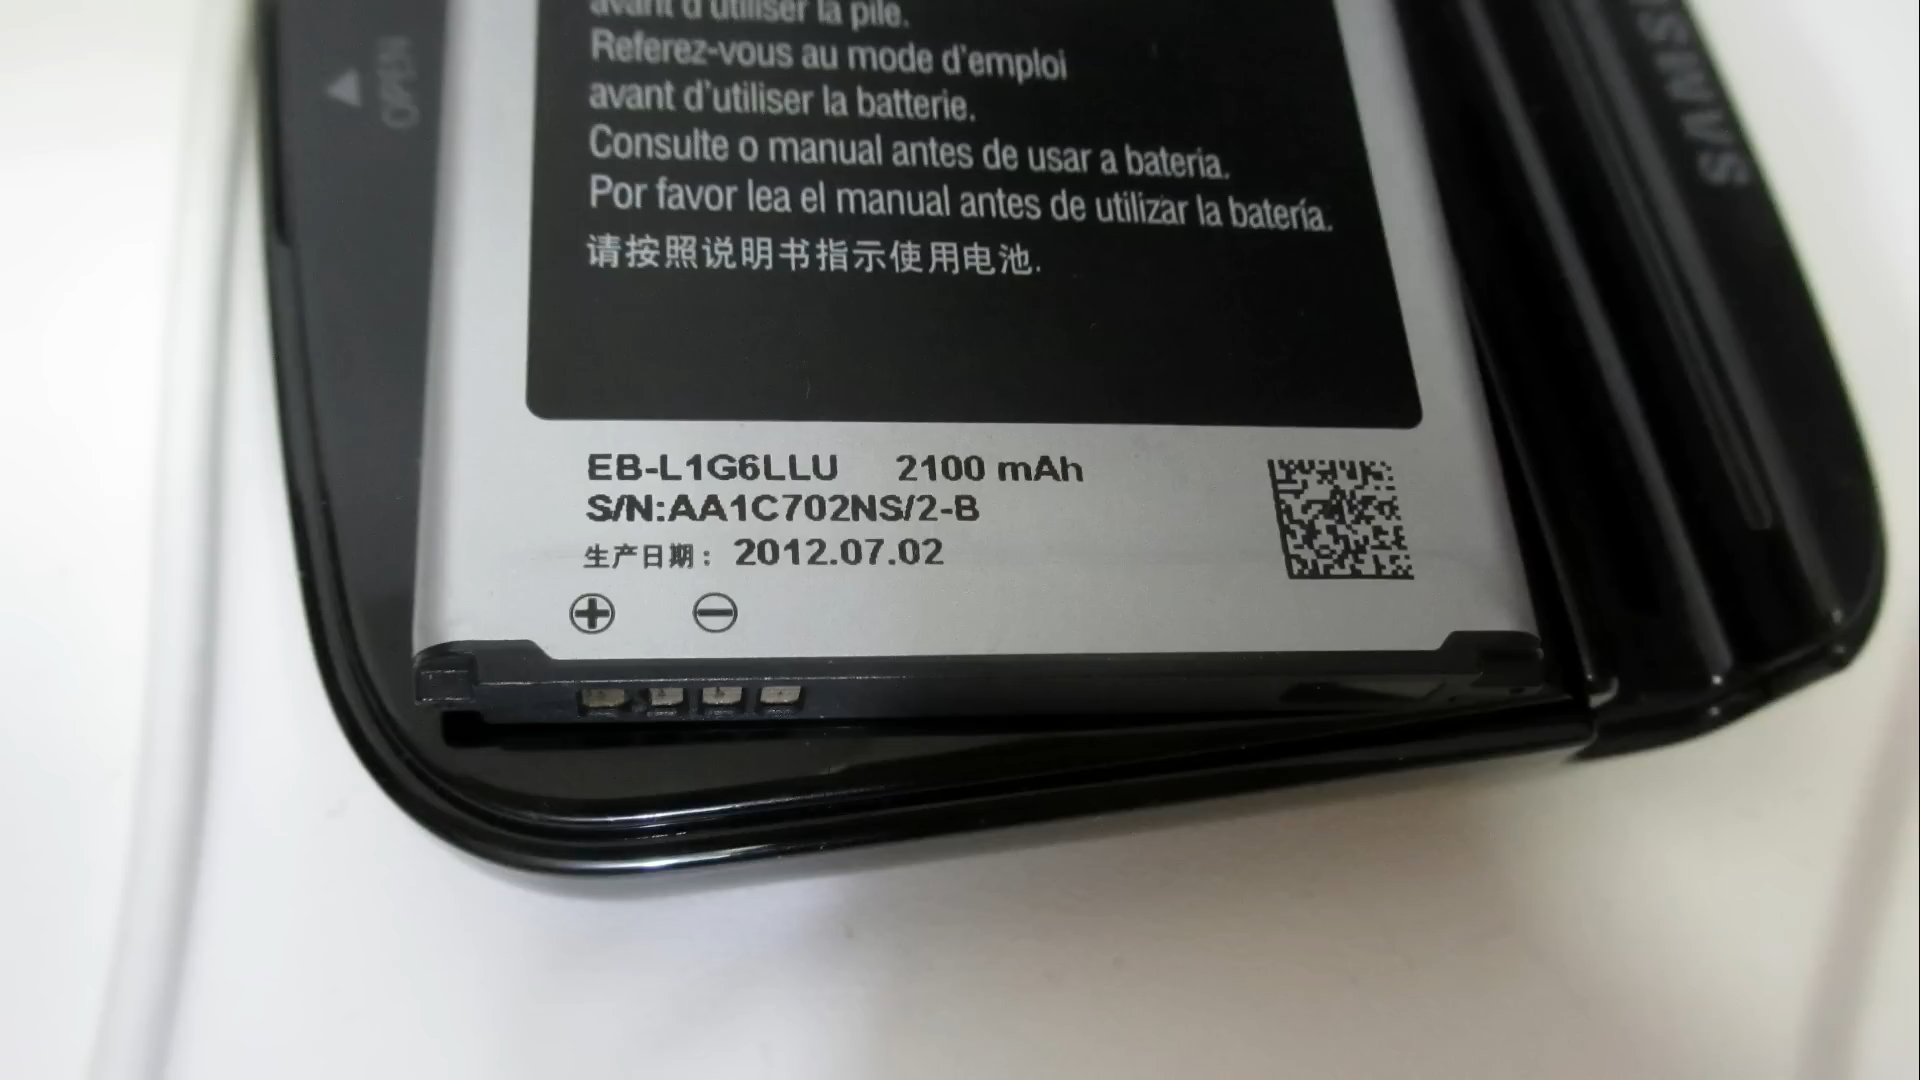 avant d'utiliser la pile.
Referez-vous au mode d'emploi
avant d'utiliser la batterie.
Consulte o manual antes de usar a batería.
Por favor lea el manual antes de utilizar la batería.
请按照说明书指示使用电池.
EB-L1G6LLU 2100 mAh
S/N:AA1C702NS/2-B
生产日期: 2012.07.02
OPEN
SAMSUNG